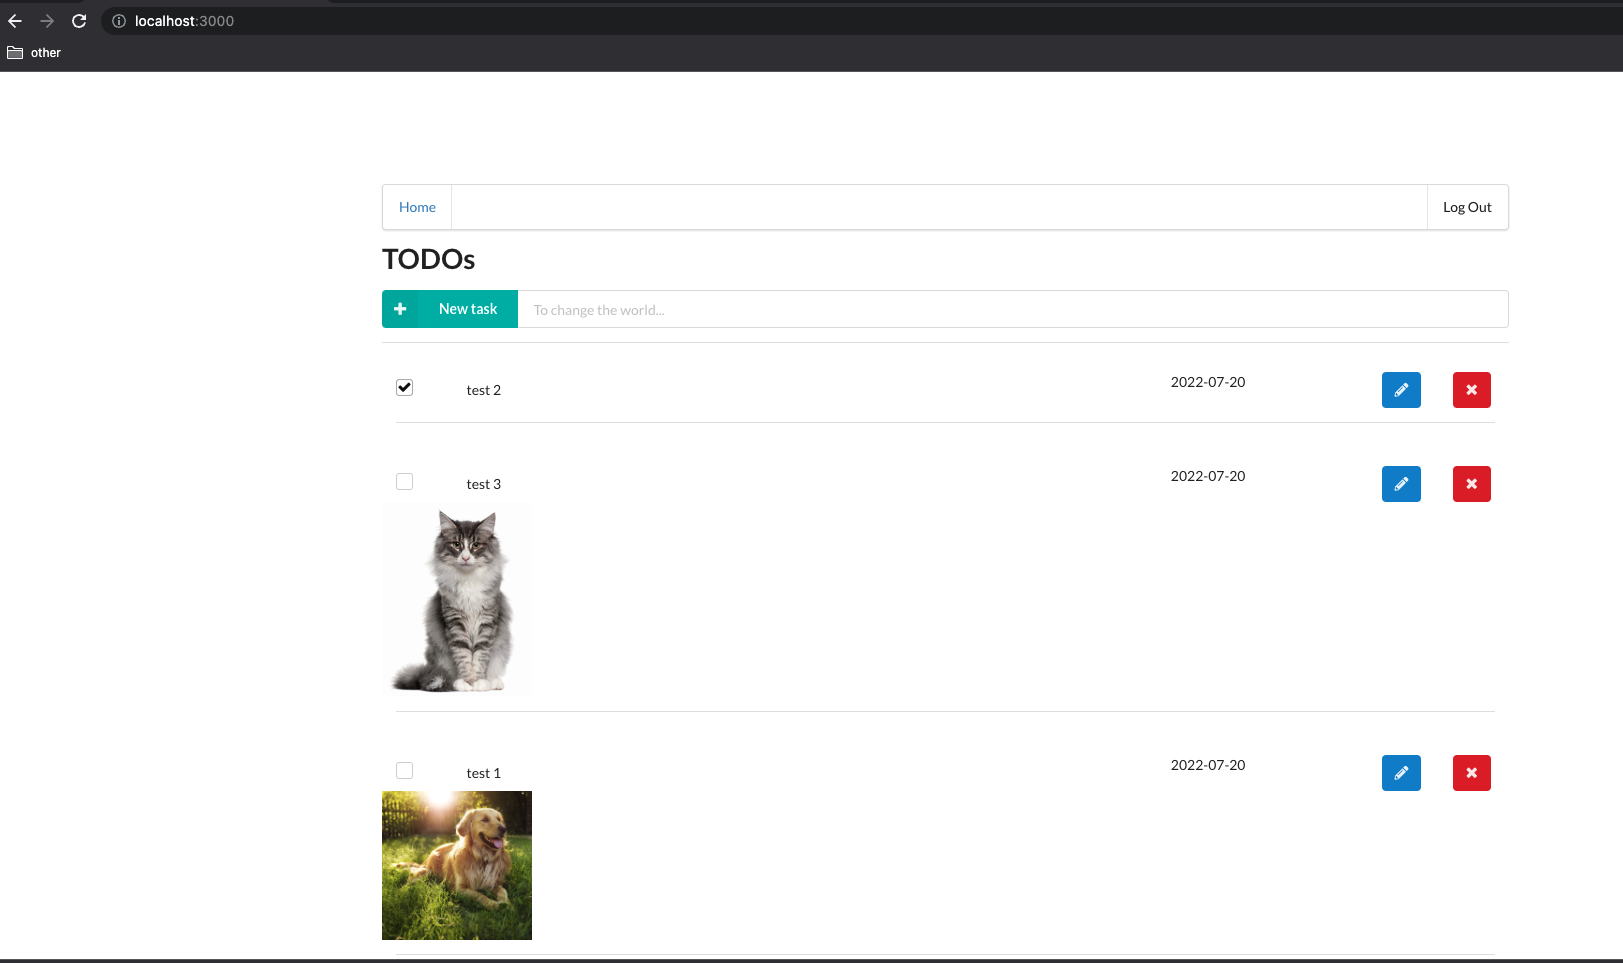 localhost:3000
other
Home
Log Out
TODOs
New task
To change the world...
test 2
2022-07-20
test 3
2022-07-20
test 1
2022-07-20